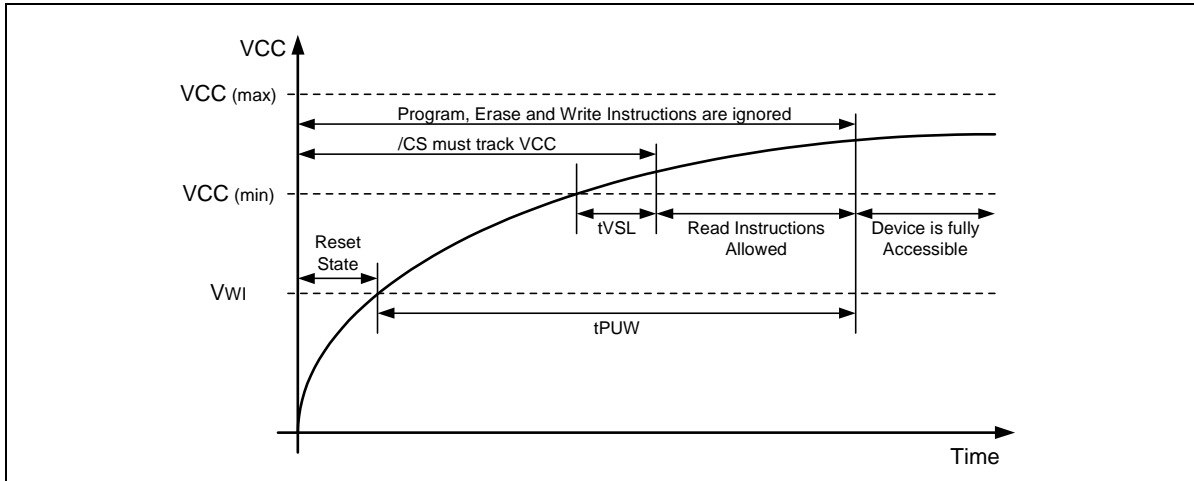 VCC
VCC (max)
Program, Erase and Write Instructions are ignored
/CS must track VCC
VCC (min)
tVSL
Read Instructions
Allowed
Device is fully
Accessible
Reset
State
VWI
tPUW
Time